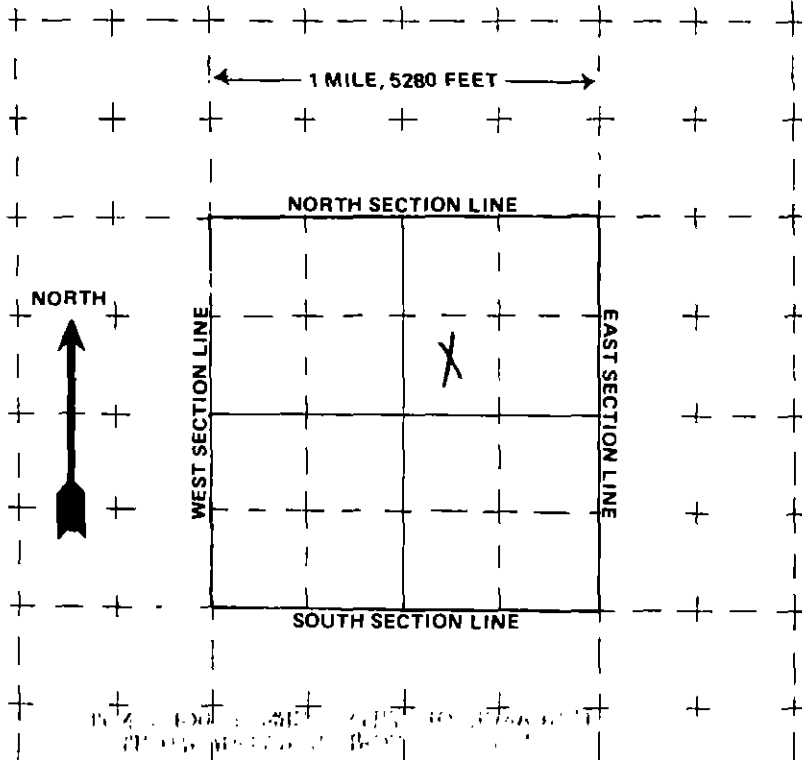 1 MILE, 5280 FEET
NORTH SECTION LINE
NORTH
WEST SECTION LINE
EAST SECTION LINE
X
SOUTH SECTION LINE